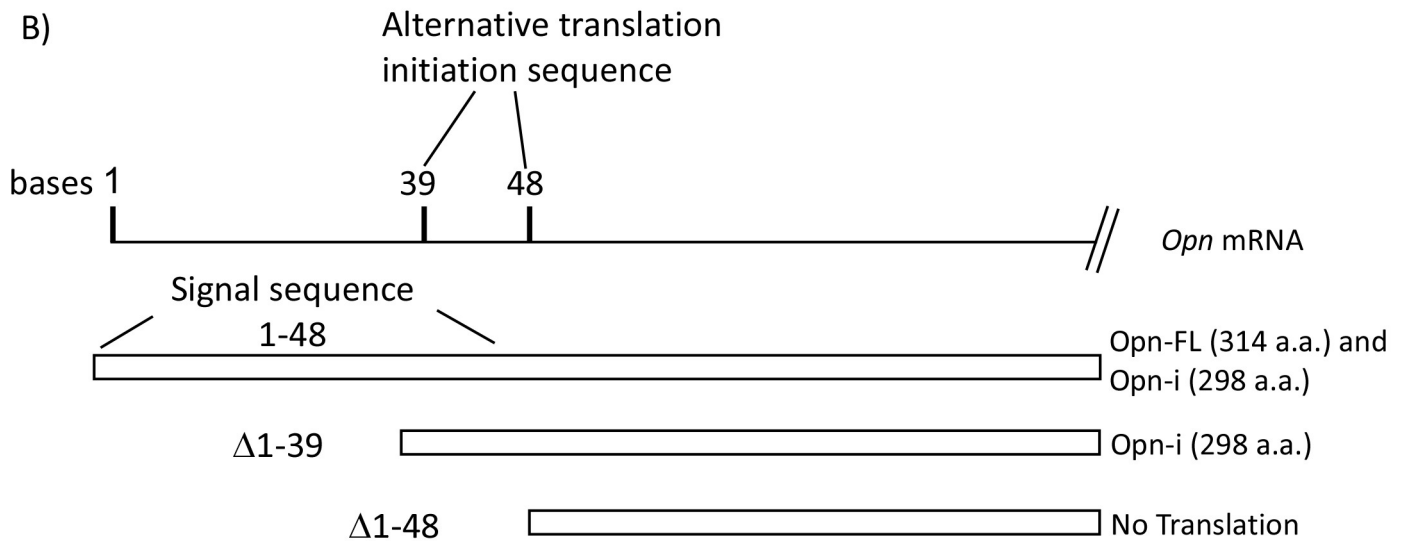 B)
Alternative translation
initiation sequence
bases 1 39 48
Opn mRNA
Signal sequence
1-48
Opn-FL (314 a.a.) and
Opn-i (298 a.a.)
Δ1-39 Opn-i (298 a.a.)
Δ1-48 No Translation